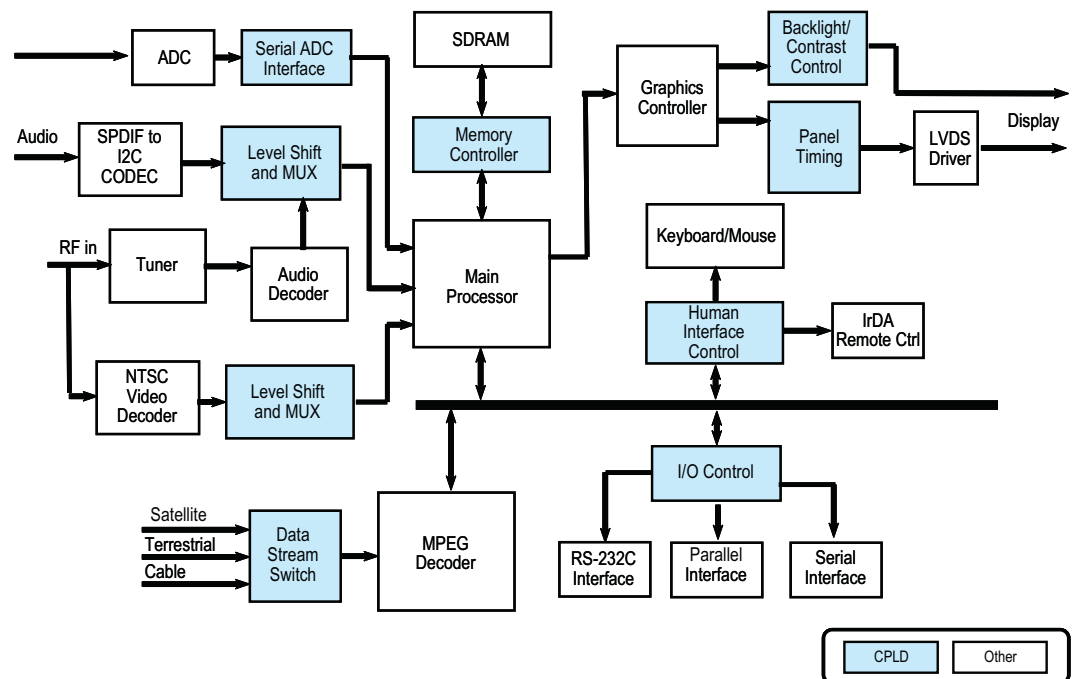 ADC
Serial ADC
Interface
SDRAM
Backlight/
Contrast
Control
Graphics
Controller
Audio
SPDIF to
I2C
CODEC
Level Shift
and MUX
Memory
Controller
Panel
Timing
LVDS
Driver
Display
RF in
Tuner
Audio
Decoder
Main
Processor
Keyboard/Mouse
Human
Interface
Control
IrDA
Remote Ctrl
NTSC
Video
Decoder
Level Shift
and MUX
I/O Control
Satellite
Terrestrial
Cable
Data
Stream
Switch
MPEG
Decoder
RS-232C
Interface
Parallel
Interface
Serial
Interface
CPLD
Other